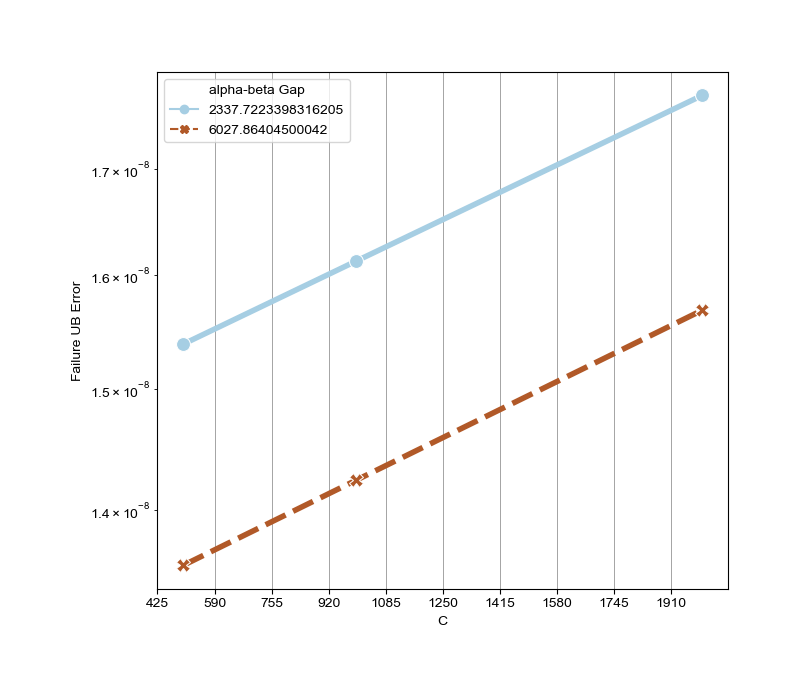 alpha-beta Gap
2337.7223398316205
6027.86404500042
1.7 × 10⁻⁸
1.6 × 10⁻⁸
1.5 × 10⁻⁸
1.4 × 10⁻⁸
Failure UB Error
425 590 755 920 1085 1250 1415 1580 1745 1910
C